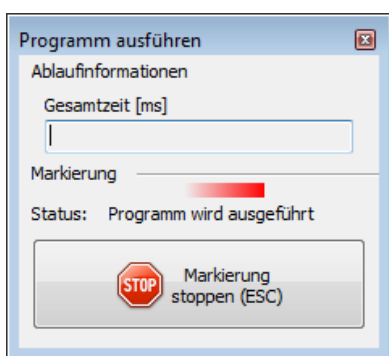 Programm ausführen
Ablaufinformationen
Gesamtzeit [ms]
Markierung
Status: Programm wird ausgeführt
STOP
Markierung
stoppen (ESC)